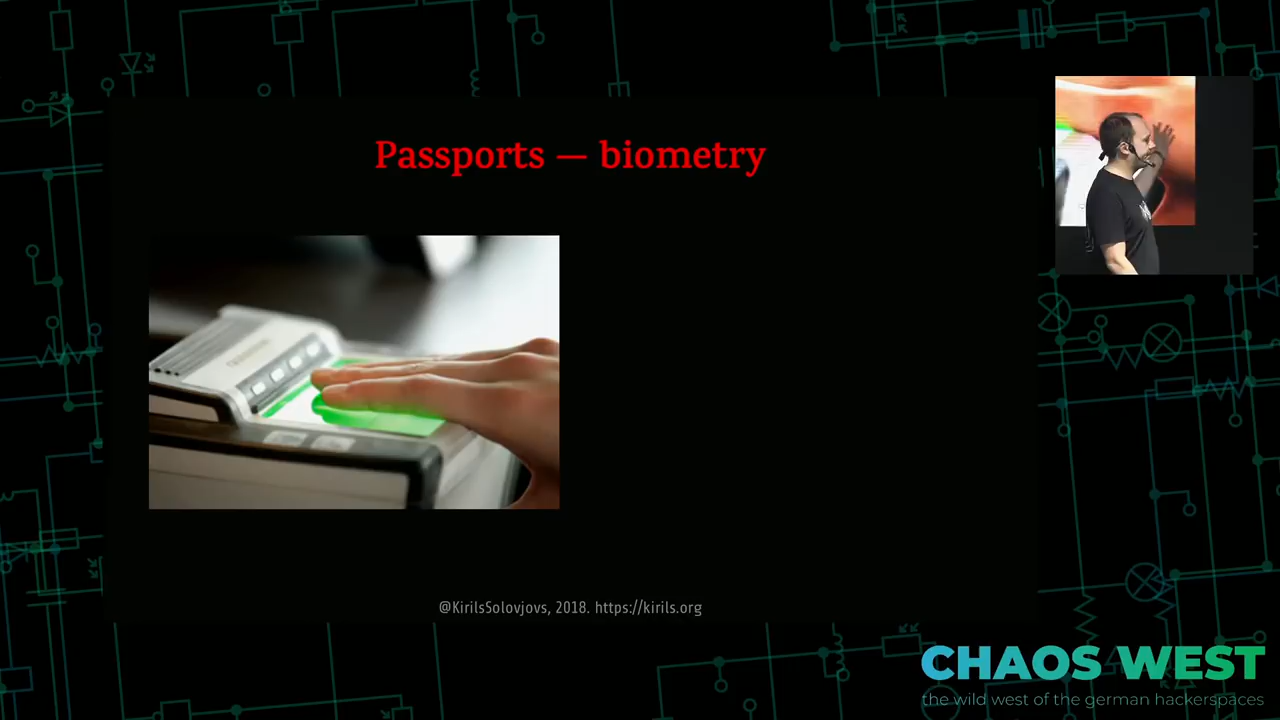 Passports — biometry
@KirilsSolovjovs, 2018. https://kirils.org
CHAOS WEST
the wild west of the german hackerspaces